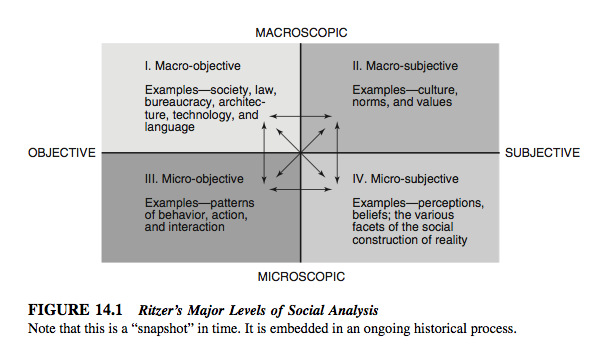 MACROSCOPIC
I. Macro-objective
Examples—society, law,
bureaucracy, architec-
ture, technology, and
language
II. Macro-subjective
Examples—culture,
norms, and values
OBJECTIVE
SUBJECTIVE
III. Micro-objective
Examples—patterns
of behavior, action,
and interaction
IV. Micro-subjective
Examples—perceptions,
beliefs; the various
facets of the social
construction of reality
MICROSCOPIC
FIGURE 14.1 Ritzer's Major Levels of Social Analysis
Note that this is a “snapshot” in time. It is embedded in an ongoing historical process.